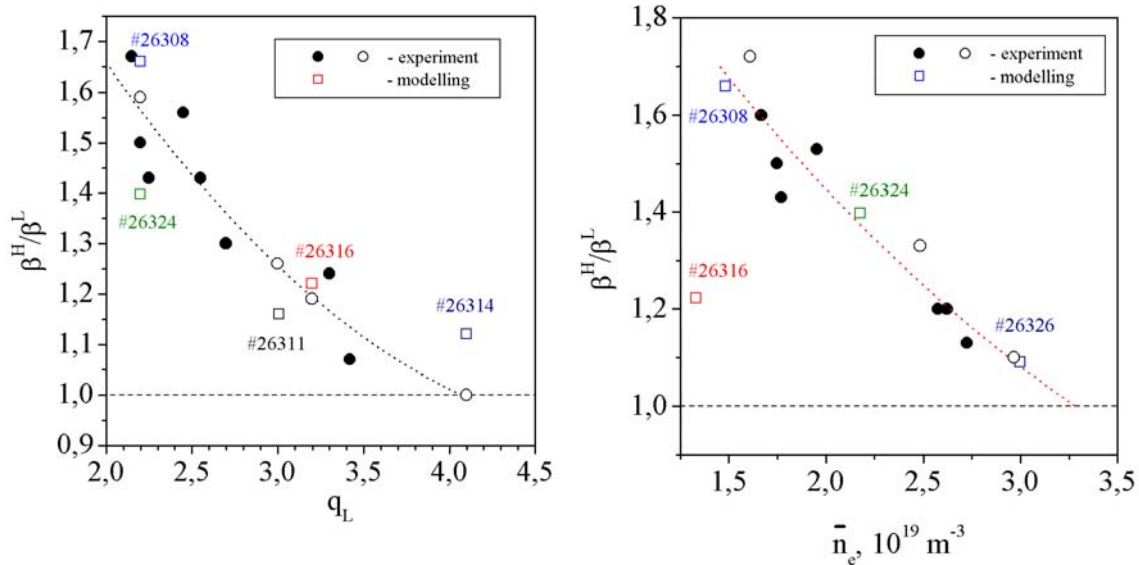 #26308
- experiment
- modelling
#26324
#26316
#26311
#26314
β^H/β^L
1,7
1,6
1,5
1,4
1,3
1,2
1,1
1,0
0,9
2,0 2,5 3,0 3,5 4,0 4,5
q_L
- experiment
- modelling
#26308
#26324
#26316
#26326
β^H/β^L
1,8
1,6
1,4
1,2
1,0
1,5 2,0 2,5 3,0 3,5
n̄_e, 10^19 m^-3